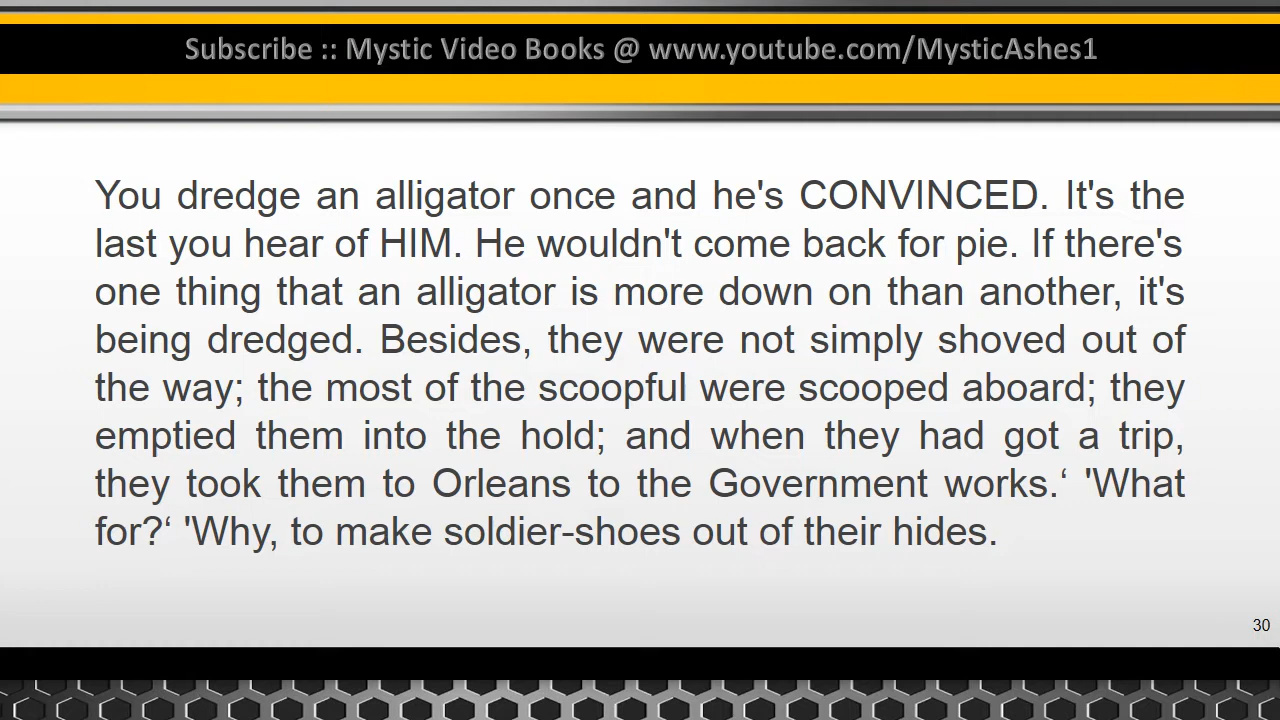 Subscribe :: Mystic Video Books @ www.youtube.com/MysticAshes1
You dredge an alligator once and he's CONVINCED. It's the
last you hear of HIM. He wouldn't come back for pie. If there's
one thing that an alligator is more down on than another, it's
being dredged. Besides, they were not simply shoved out of
the way; the most of the scoopful were scooped aboard; they
emptied them into the hold; and when they had got a trip,
they took them to Orleans to the Government works.‘ 'What
for?‘ 'Why, to make soldier-shoes out of their hides.
30